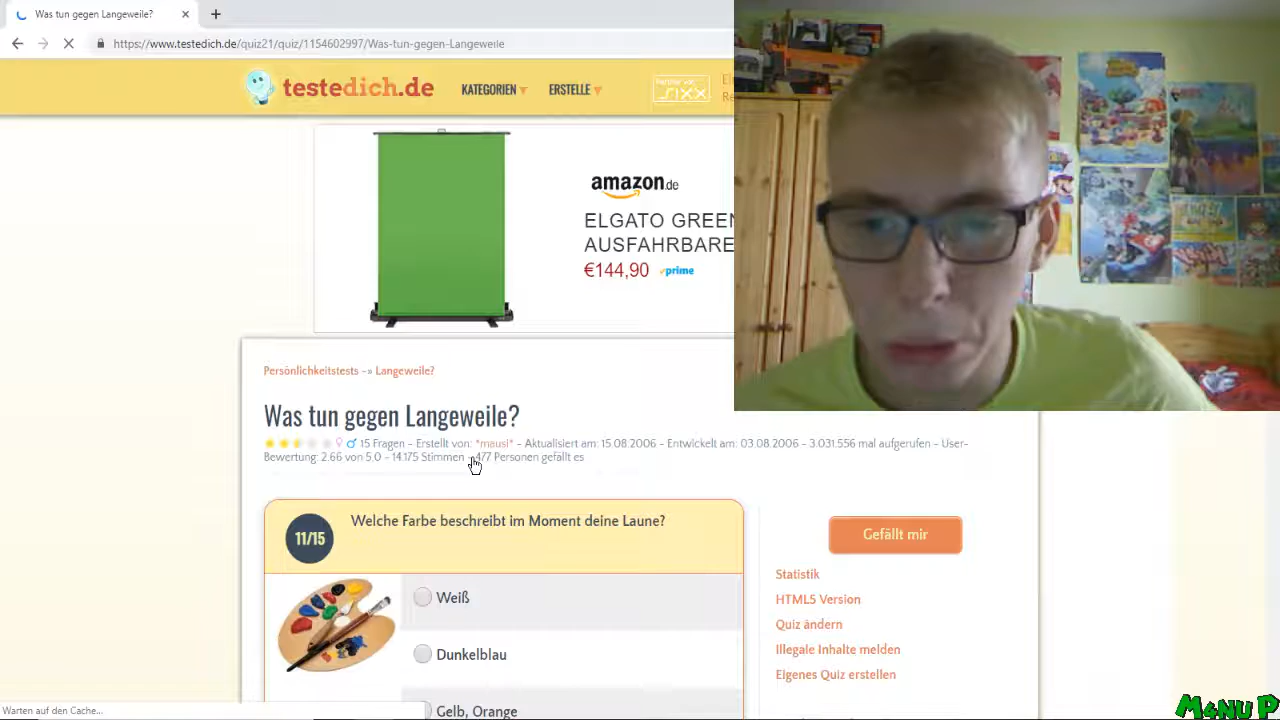 Was tun gegen Langeweile?
https://www.testedich.de/quiz21/quiz/1154602997/Was-tun-gegen-Langeweile
testedich.de
KATEGORIEN
ERSTELLE
Partner von
sixx
amazon.de
ELGATO GREEN
AUSFAHRBARE
€144,90 prime
Persönlichkeitstests -» Langeweile?
Was tun gegen Langeweile?
15 Fragen - Erstellt von: *mausi* - Aktualisiert am: 15.08.2006 - Entwickelt am: 03.08.2006 - 3.031.556 mal aufgerufen - User-
Bewertung: 2.66 von 5.0 - 14.175 Stimmen - 477 Personen gefällt es
11/15
Welche Farbe beschreibt im Moment deine Laune?
Weiß
Dunkelblau
Gelb, Orange
Gefällt mir
Statistik
HTML5 Version
Quiz ändern
Illegale Inhalte melden
Eigenes Quiz erstellen
Warten auf den Cache...
M4NU P